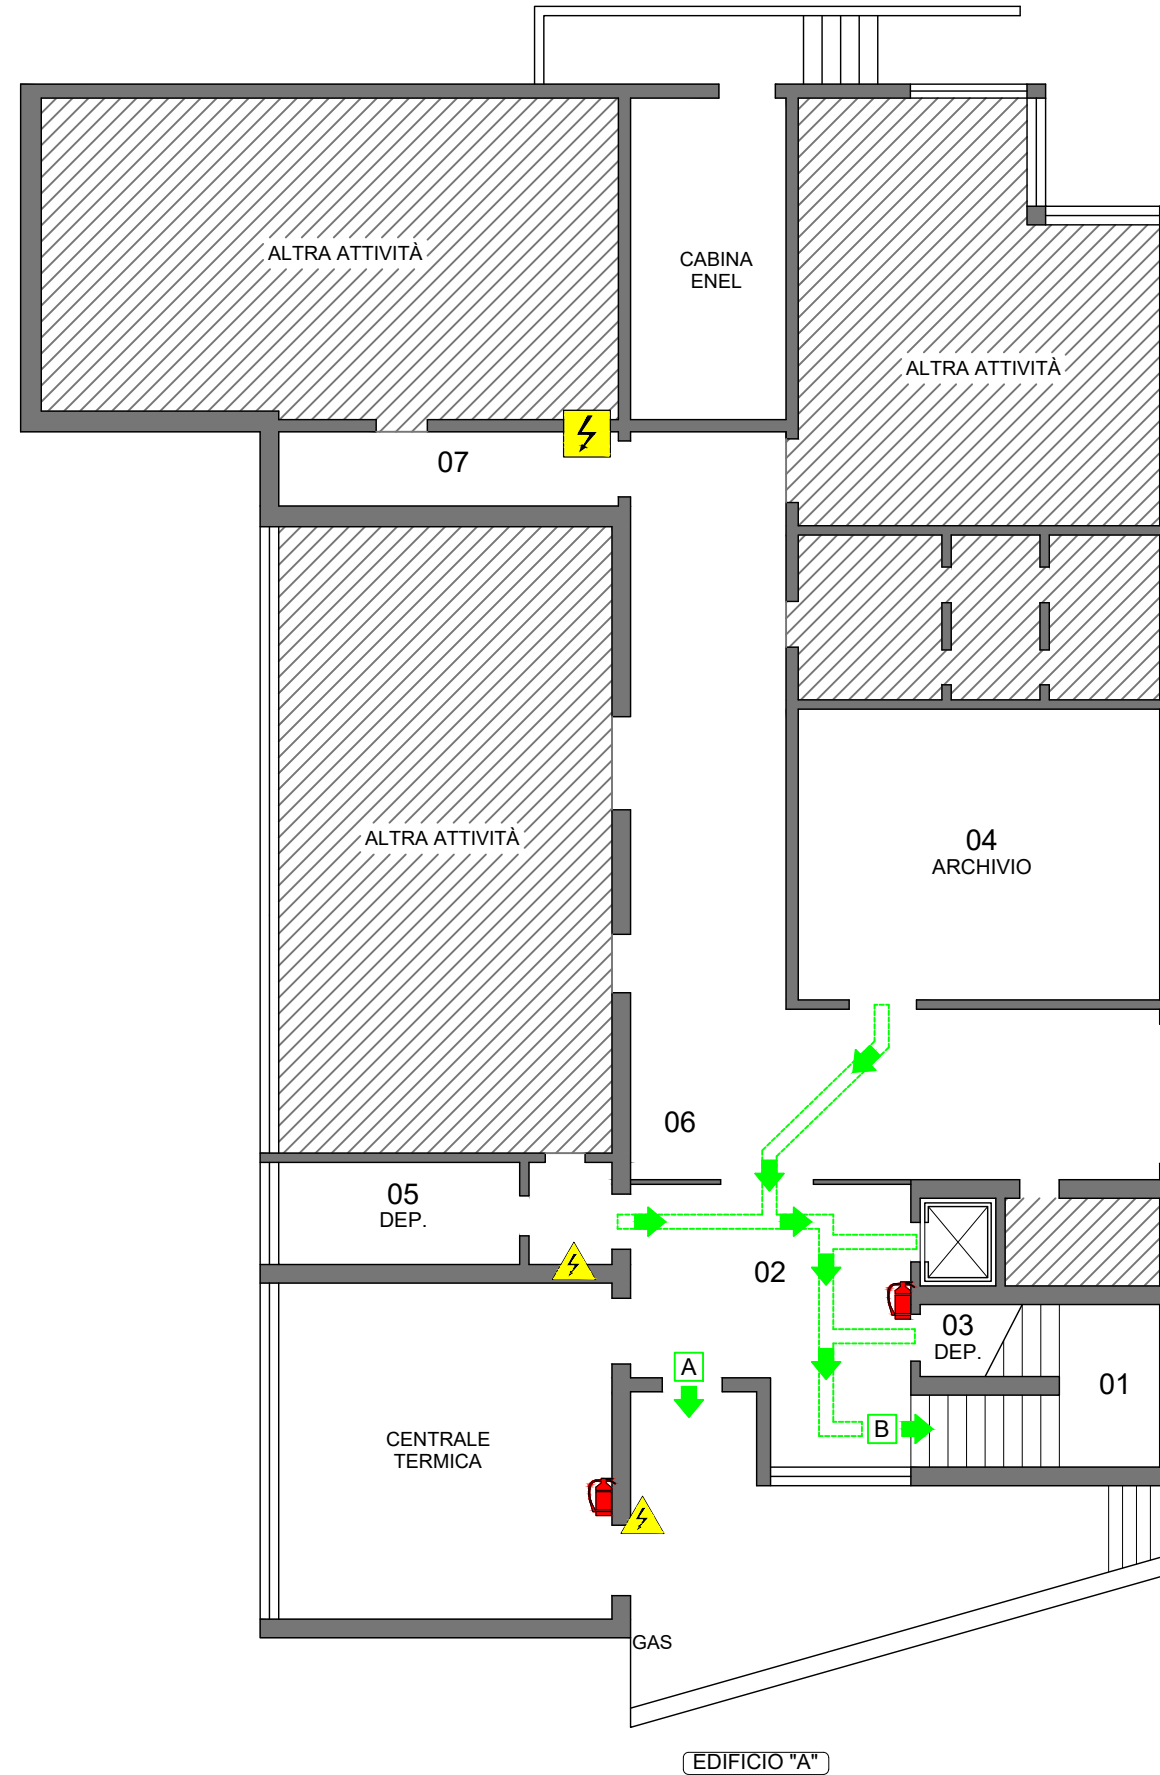 ALTRA ATTIVITÀ
CABINA
ENEL
ALTRA ATTIVITÀ
07
ALTRA ATTIVITÀ
04
ARCHIVIO
06
05
DEP.
02
03
DEP.
A
01
B
CENTRALE
TERMICA
GAS
EDIFICIO "A"